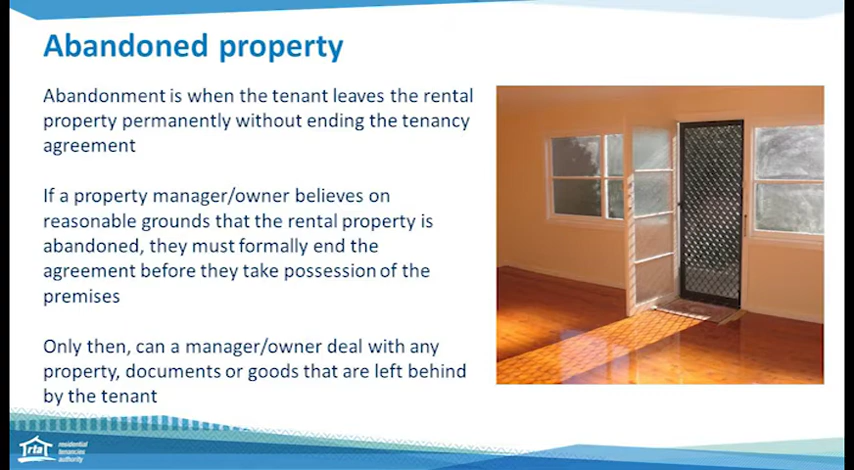 Abandoned property
Abandonment is when the tenant leaves the rental
property permanently without ending the tenancy
agreement
If a property manager/owner believes on
reasonable grounds that the rental property is
abandoned, they must formally end the
agreement before they take possession of the
premises
Only then, can a manager/owner deal with any
property, documents or goods that are left behind
by the tenant
rta
residential
tenancies
authority